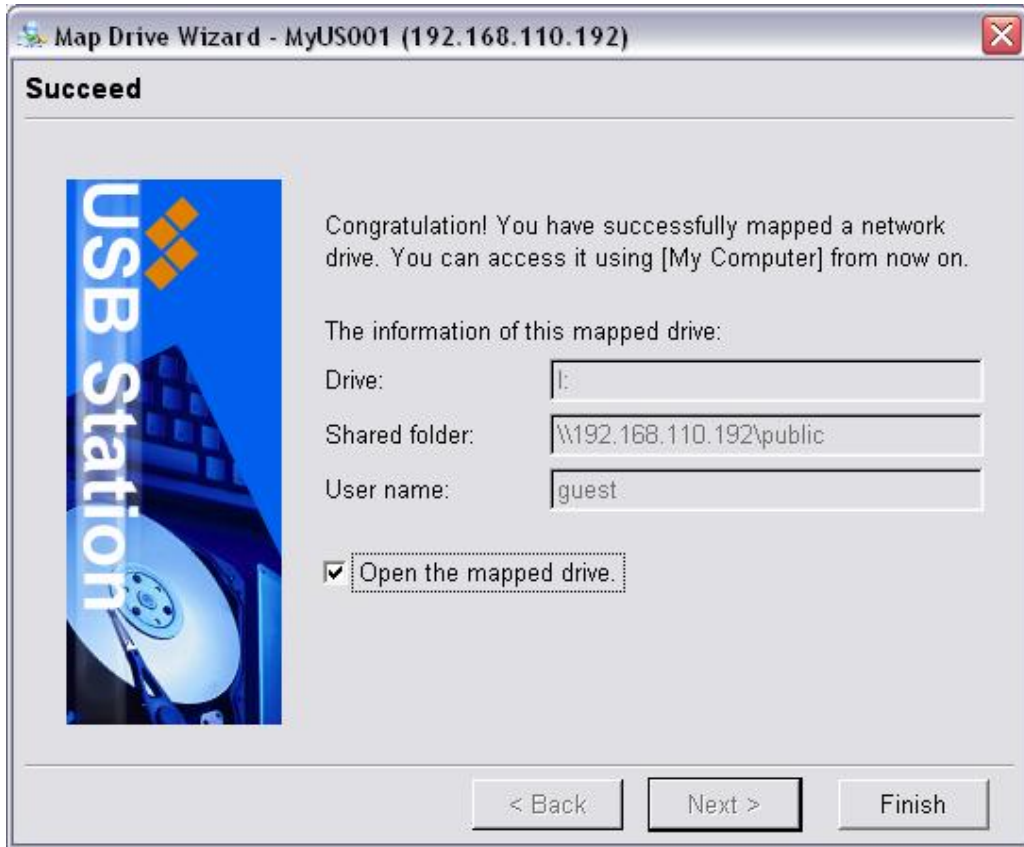 Map Drive Wizard - MyUS001 (192.168.110.192)
Succeed
USB Station
Congratulation! You have successfully mapped a network
drive. You can access it using [My Computer] from now on.
The information of this mapped drive:
Drive: I:
Shared folder: \\192.168.110.192\public
User name: guest
Open the mapped drive.
< Back Next > Finish